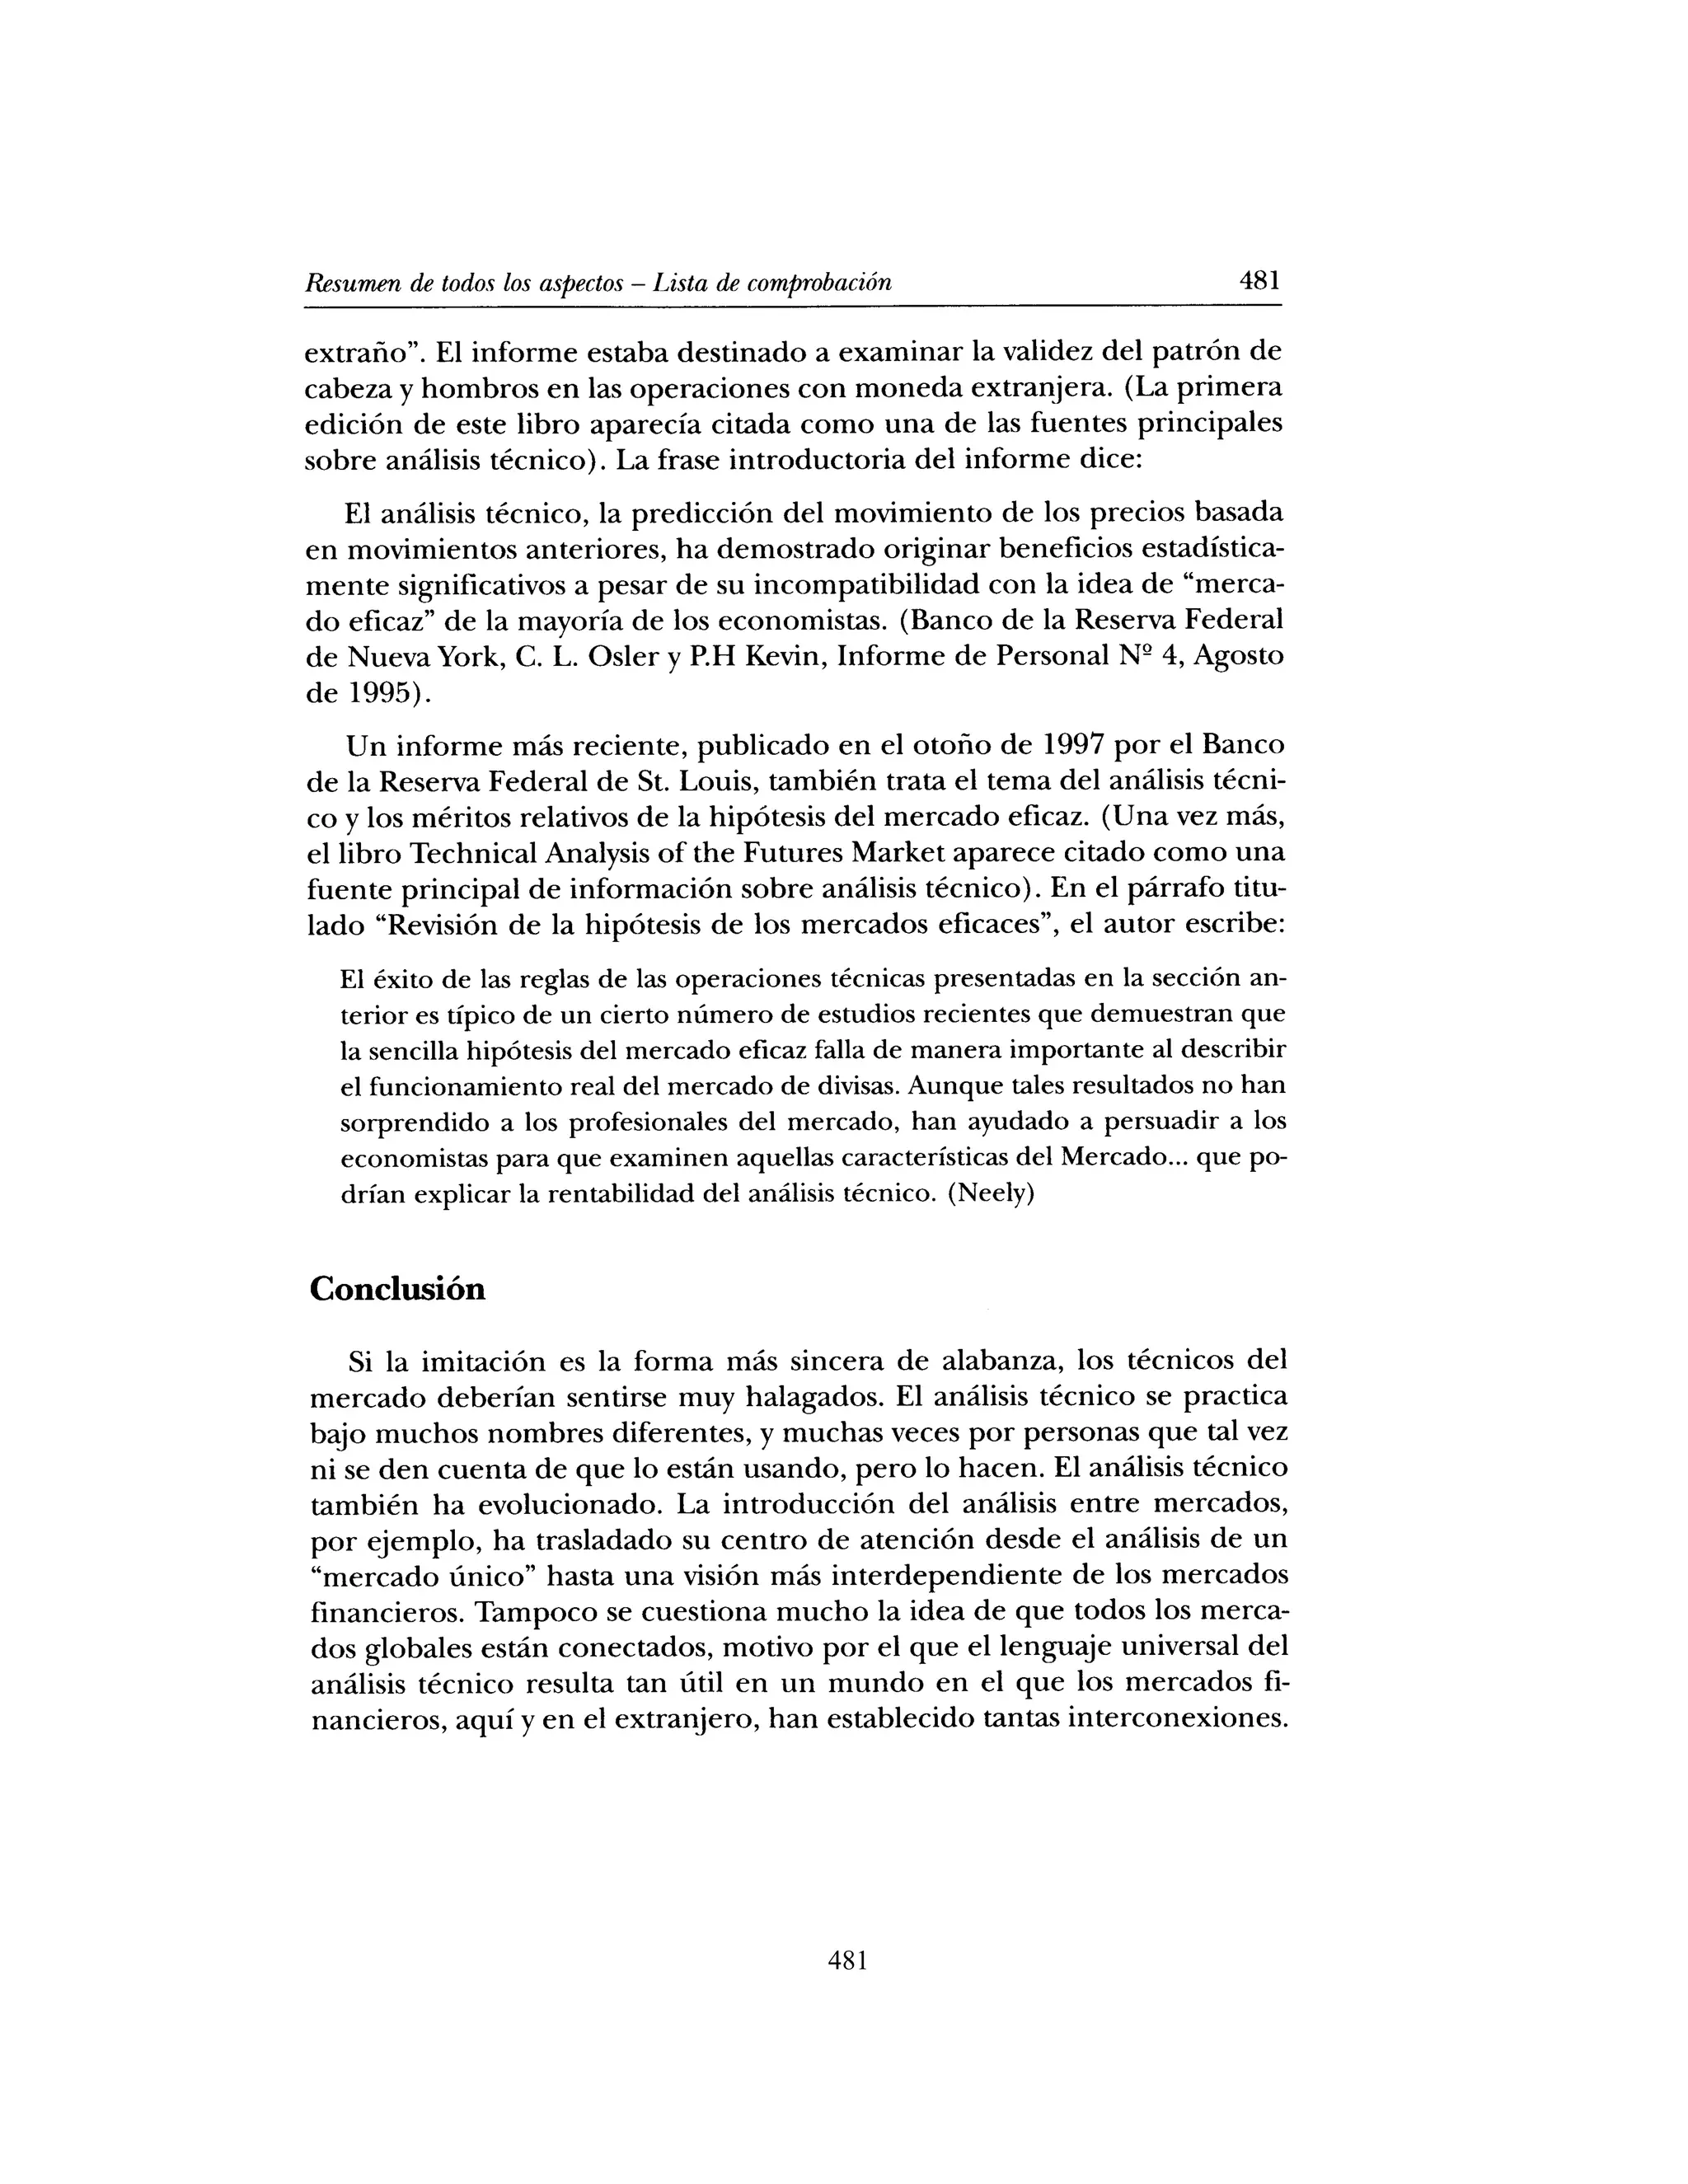 Resumen de todos los aspectos – Lista de comprobación 481
extraño”. El informe estaba destinado a examinar la validez del patrón de
cabeza y hombros en las operaciones con moneda extranjera. (La primera
edición de este libro aparecía citada como una de las fuentes principales
sobre análisis técnico). La frase introductoria del informe dice:
El análisis técnico, la predicción del movimiento de los precios basada
en movimientos anteriores, ha demostrado originar beneficios estadística-
mente significativos a pesar de su incompatibilidad con la idea de “merca-
do eficaz” de la mayoría de los economistas. (Banco de la Reserva Federal
de Nueva York, C. L. Osler y P.H Kevin, Informe de Personal Nº 4, Agosto
de 1995).
Un informe más reciente, publicado en el otoño de 1997 por el Banco
de la Reserva Federal de St. Louis, también trata el tema del análisis técni-
co y los méritos relativos de la hipótesis del mercado eficaz. (Una vez más,
el libro Technical Analysis of the Futures Market aparece citado como una
fuente principal de información sobre análisis técnico). En el párrafo titu-
lado “Revisión de la hipótesis de los mercados eficaces”, el autor escribe:
El éxito de las reglas de las operaciones técnicas presentadas en la sección an-
terior es típico de un cierto número de estudios recientes que demuestran que
la sencilla hipótesis del mercado eficaz falla de manera importante al describir
el funcionamiento real del mercado de divisas. Aunque tales resultados no han
sorprendido a los profesionales del mercado, han ayudado a persuadir a los
economistas para que examinen aquellas características del Mercado... que po-
drían explicar la rentabilidad del análisis técnico. (Neely)
Conclusión
Si la imitación es la forma más sincera de alabanza, los técnicos del
mercado deberían sentirse muy halagados. El análisis técnico se practica
bajo muchos nombres diferentes, y muchas veces por personas que tal vez
ni se den cuenta de que lo están usando, pero lo hacen. El análisis técnico
también ha evolucionado. La introducción del análisis entre mercados,
por ejemplo, ha trasladado su centro de atención desde el análisis de un
“mercado único” hasta una visión más interdependiente de los mercados
financieros. Tampoco se cuestiona mucho la idea de que todos los merca-
dos globales están conectados, motivo por el que el lenguaje universal del
análisis técnico resulta tan útil en un mundo en el que los mercados fi-
nancieros, aquí y en el extranjero, han establecido tantas interconexiones.
481